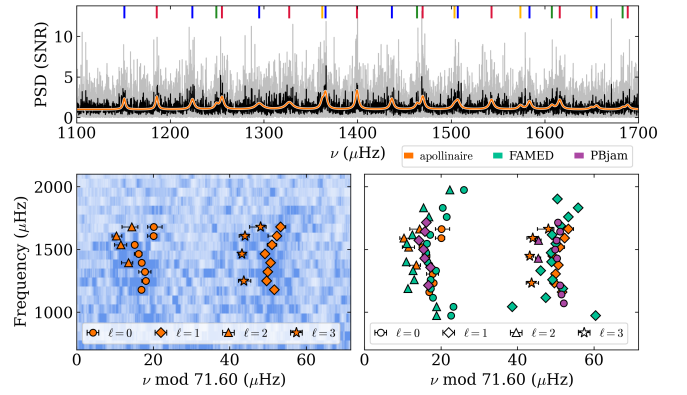 PSD (SNR)
10
5
0
1100 1200 1300 1400 1500 1600 1700
ν (μHz)
apollinaire FAMED PBjam
Frequency (μHz)
2000
1500
1000
ℓ = 0 ℓ = 1 ℓ = 2 ℓ = 3
0 20 40 60
ν mod 71.60 (μHz)
ℓ = 0 ℓ = 1 ℓ = 2 ℓ = 3
0 20 40 60
ν mod 71.60 (μHz)